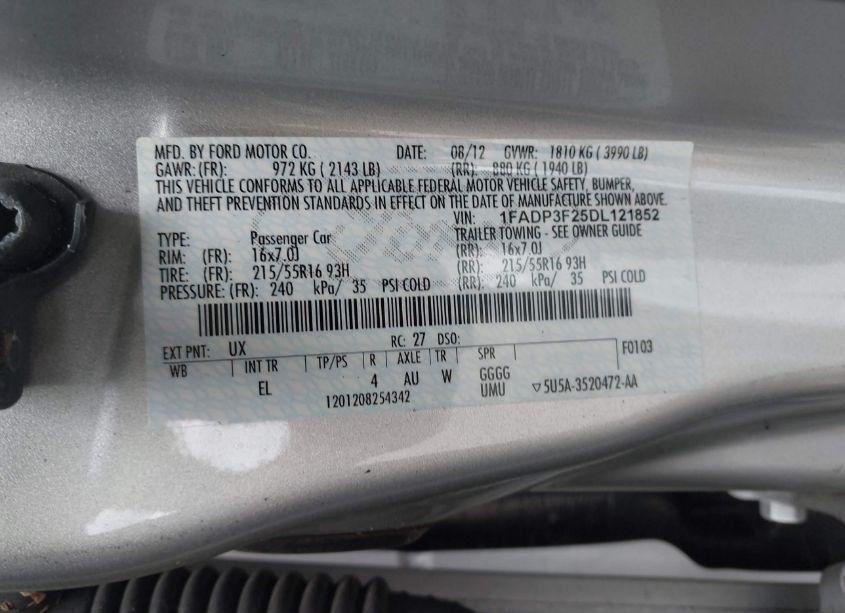 MFD. BY FORD MOTOR CO. DATE: 08/12 GVWR: 1810 KG ( 3990 LB)
GAWR: (FR): 972 KG ( 2143 LB) (RR): 880 KG ( 1940 LB)
THIS VEHICLE CONFORMS TO ALL APPLICABLE FEDERAL MOTOR VEHICLE SAFETY, BUMPER,
AND THEFT PREVENTION STANDARDS IN EFFECT ON THE DATE OF MANUFACTURE SHOWN ABOVE.
VIN: 1FADP3F25DL121852
TYPE: Passenger Car TRAILER TOWING - SEE OWNER GUIDE
RIM: (FR): 16x7.0J (RR): 16x7.0J
TIRE: (FR): 215/55R16 93H (RR): 215/55R16 93H
PRESSURE: (FR): 240 kPa/ 35 PSI COLD (RR): 240 kPa/ 35 PSI COLD
EXT PNT: UX RC: 27 DSO: F0103
WB INT TR TP/PS R AXLE TR SPR
EL 4 AU W GGGG
UMU ▽5U5A-3520472-AA
1201208254342